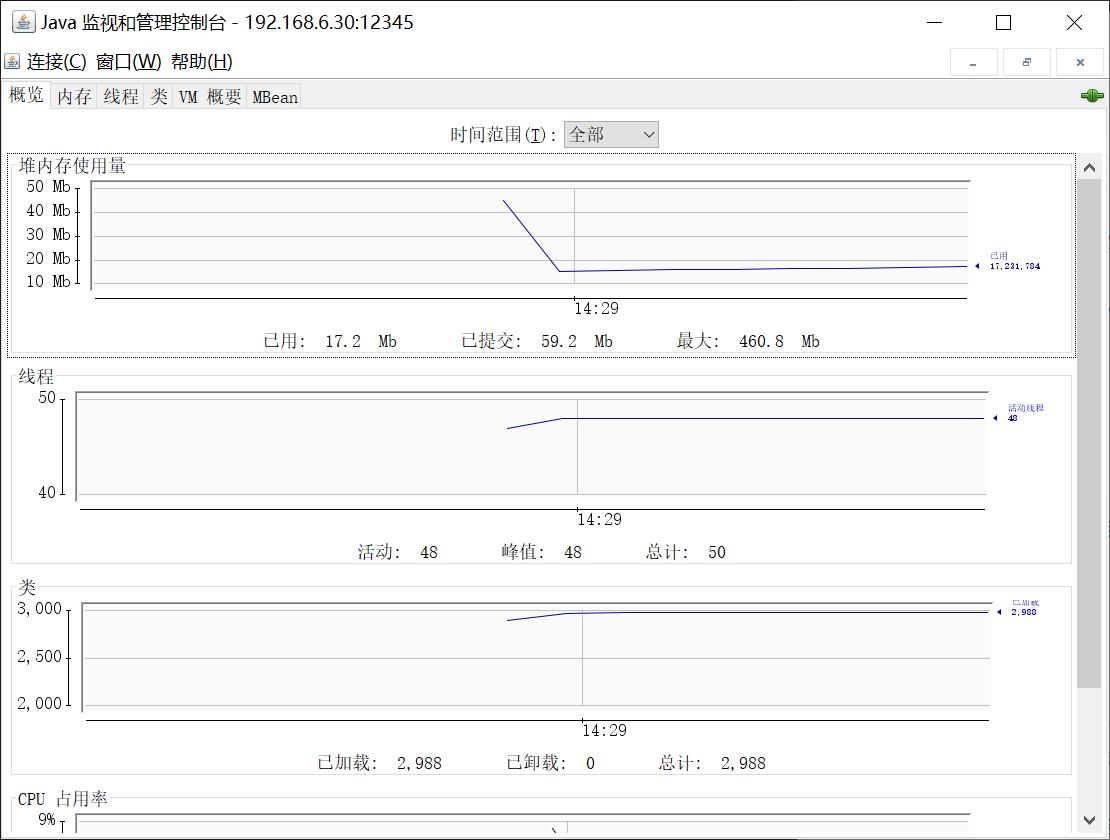 Java 监视和管理控制台 - 192.168.6.30:12345
连接(C) 窗口(W) 帮助(H)
概览 内存 线程 类 VM 概要 MBean
时间范围(T): 全部
堆内存使用量
50 Mb
40 Mb
30 Mb
20 Mb
10 Mb
已用
17,231,784
14:29
已用: 17.2 Mb 已提交: 59.2 Mb 最大: 460.8 Mb
线程
50
40
活动线程
48
14:29
活动: 48 峰值: 48 总计: 50
类
3,000
2,500
2,000
已加载
2,988
14:29
已加载: 2,988 已卸载: 0 总计: 2,988
CPU 占用率
9%